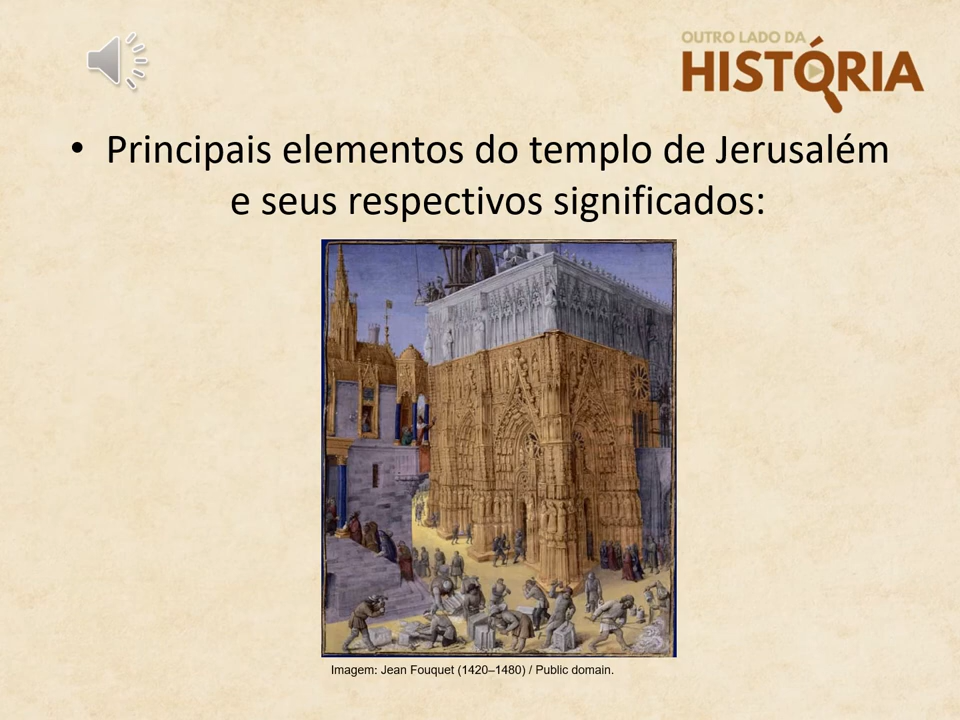 OUTRO LADO DA
HISTÓRIA
• Principais elementos do templo de Jerusalém
e seus respectivos significados:
Imagem: Jean Fouquet (1420–1480) / Public domain.